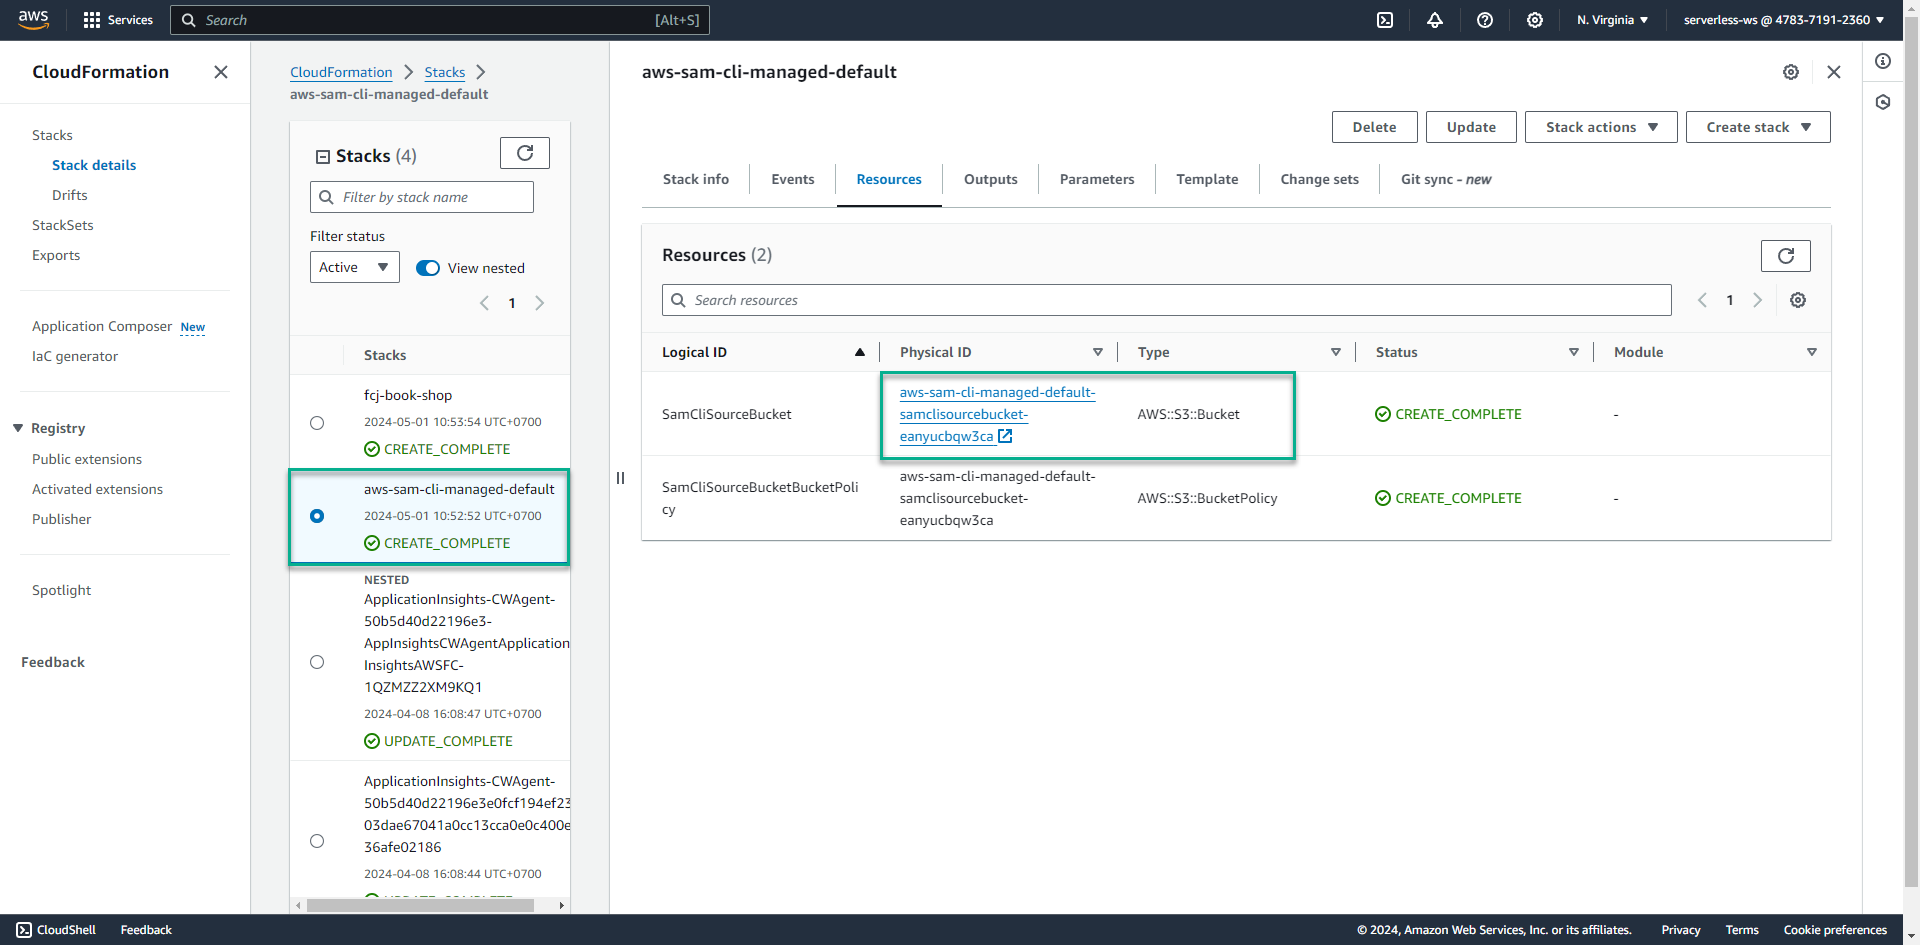 aws
Services
Search
[Alt+S]
N. Virginia
serverless-ws @ 4783-7191-2360
CloudFormation
Stacks
Stack details
Drifts
StackSets
Exports
Application Composer New
IaC generator
Registry
Public extensions
Activated extensions
Publisher
Spotlight
Feedback
CloudFormation
Stacks
aws-sam-cli-managed-default
Stacks (4)
Filter by stack name
Filter status
Active
View nested
1
Stacks
fcj-book-shop
2024-05-01 10:53:54 UTC+0700
CREATE_COMPLETE
aws-sam-cli-managed-default
2024-05-01 10:52:52 UTC+0700
CREATE_COMPLETE
NESTED
ApplicationInsights-CWAgent-
50b5d40d22196e3-
AppInsightsCWAgentApplication
InsightsAWSFC-
1QZMZZ2XM9KQ1
2024-04-08 16:08:47 UTC+0700
UPDATE_COMPLETE
ApplicationInsights-CWAgent-
50b5d40d22196e3e0fcf194ef23
03dae67041a0cc13cca0e0c400e
36afe02186
2024-04-08 16:08:44 UTC+0700
aws-sam-cli-managed-default
Delete
Update
Stack actions
Create stack
Stack info
Events
Resources
Outputs
Parameters
Template
Change sets
Git sync - new
Resources (2)
Search resources
1
Logical ID
Physical ID
Type
Status
Module
SamCliSourceBucket
aws-sam-cli-managed-default-
samclisourcebucket-
eanyucbqw3ca
AWS::S3::Bucket
CREATE_COMPLETE
-
SamCliSourceBucketBucketPoli
cy
aws-sam-cli-managed-default-
samclisourcebucket-
eanyucbqw3ca
AWS::S3::BucketPolicy
CREATE_COMPLETE
-
CloudShell
Feedback
© 2024, Amazon Web Services, Inc. or its affiliates.
Privacy
Terms
Cookie preferences